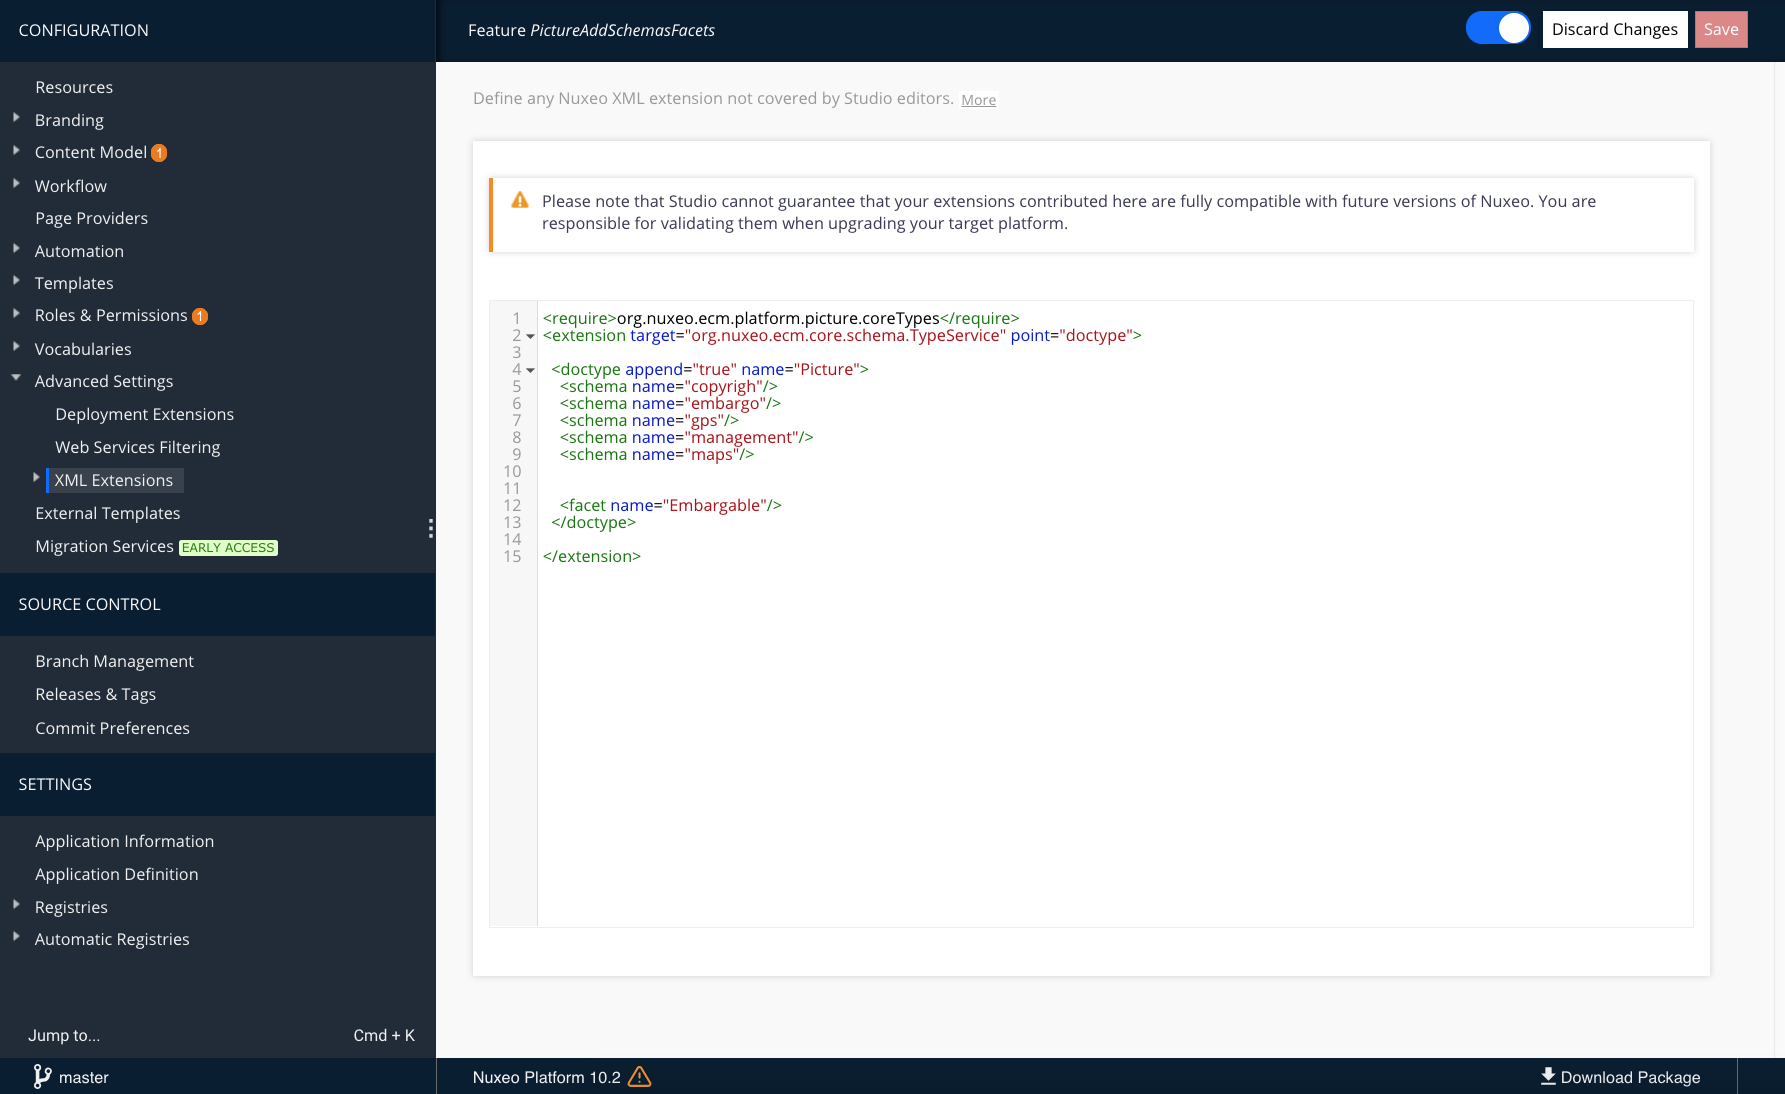 CONFIGURATION
Resources
Branding
Content Model 1
Workflow
Page Providers
Automation
Templates
Roles & Permissions 1
Vocabularies
Advanced Settings
Deployment Extensions
Web Services Filtering
XML Extensions
External Templates
Migration Services EARLY ACCESS
SOURCE CONTROL
Branch Management
Releases & Tags
Commit Preferences
SETTINGS
Application Information
Application Definition
Registries
Automatic Registries
Jump to... Cmd + K
master
Feature PictureAddSchemasFacets
Discard Changes Save
Define any Nuxeo XML extension not covered by Studio editors. More
Please note that Studio cannot guarantee that your extensions contributed here are fully compatible with future versions of Nuxeo. You are
responsible for validating them when upgrading your target platform.
1 <require>org.nuxeo.ecm.platform.picture.coreTypes</require>
2 <extension target="org.nuxeo.ecm.core.schema.TypeService" point="doctype">
3
4 <doctype append="true" name="Picture">
5 <schema name="copyrigh"/>
6 <schema name="embargo"/>
7 <schema name="gps"/>
8 <schema name="management"/>
9 <schema name="maps"/>
10
11
12 <facet name="Embargable"/>
13 </doctype>
14
15 </extension>
Nuxeo Platform 10.2
Download Package